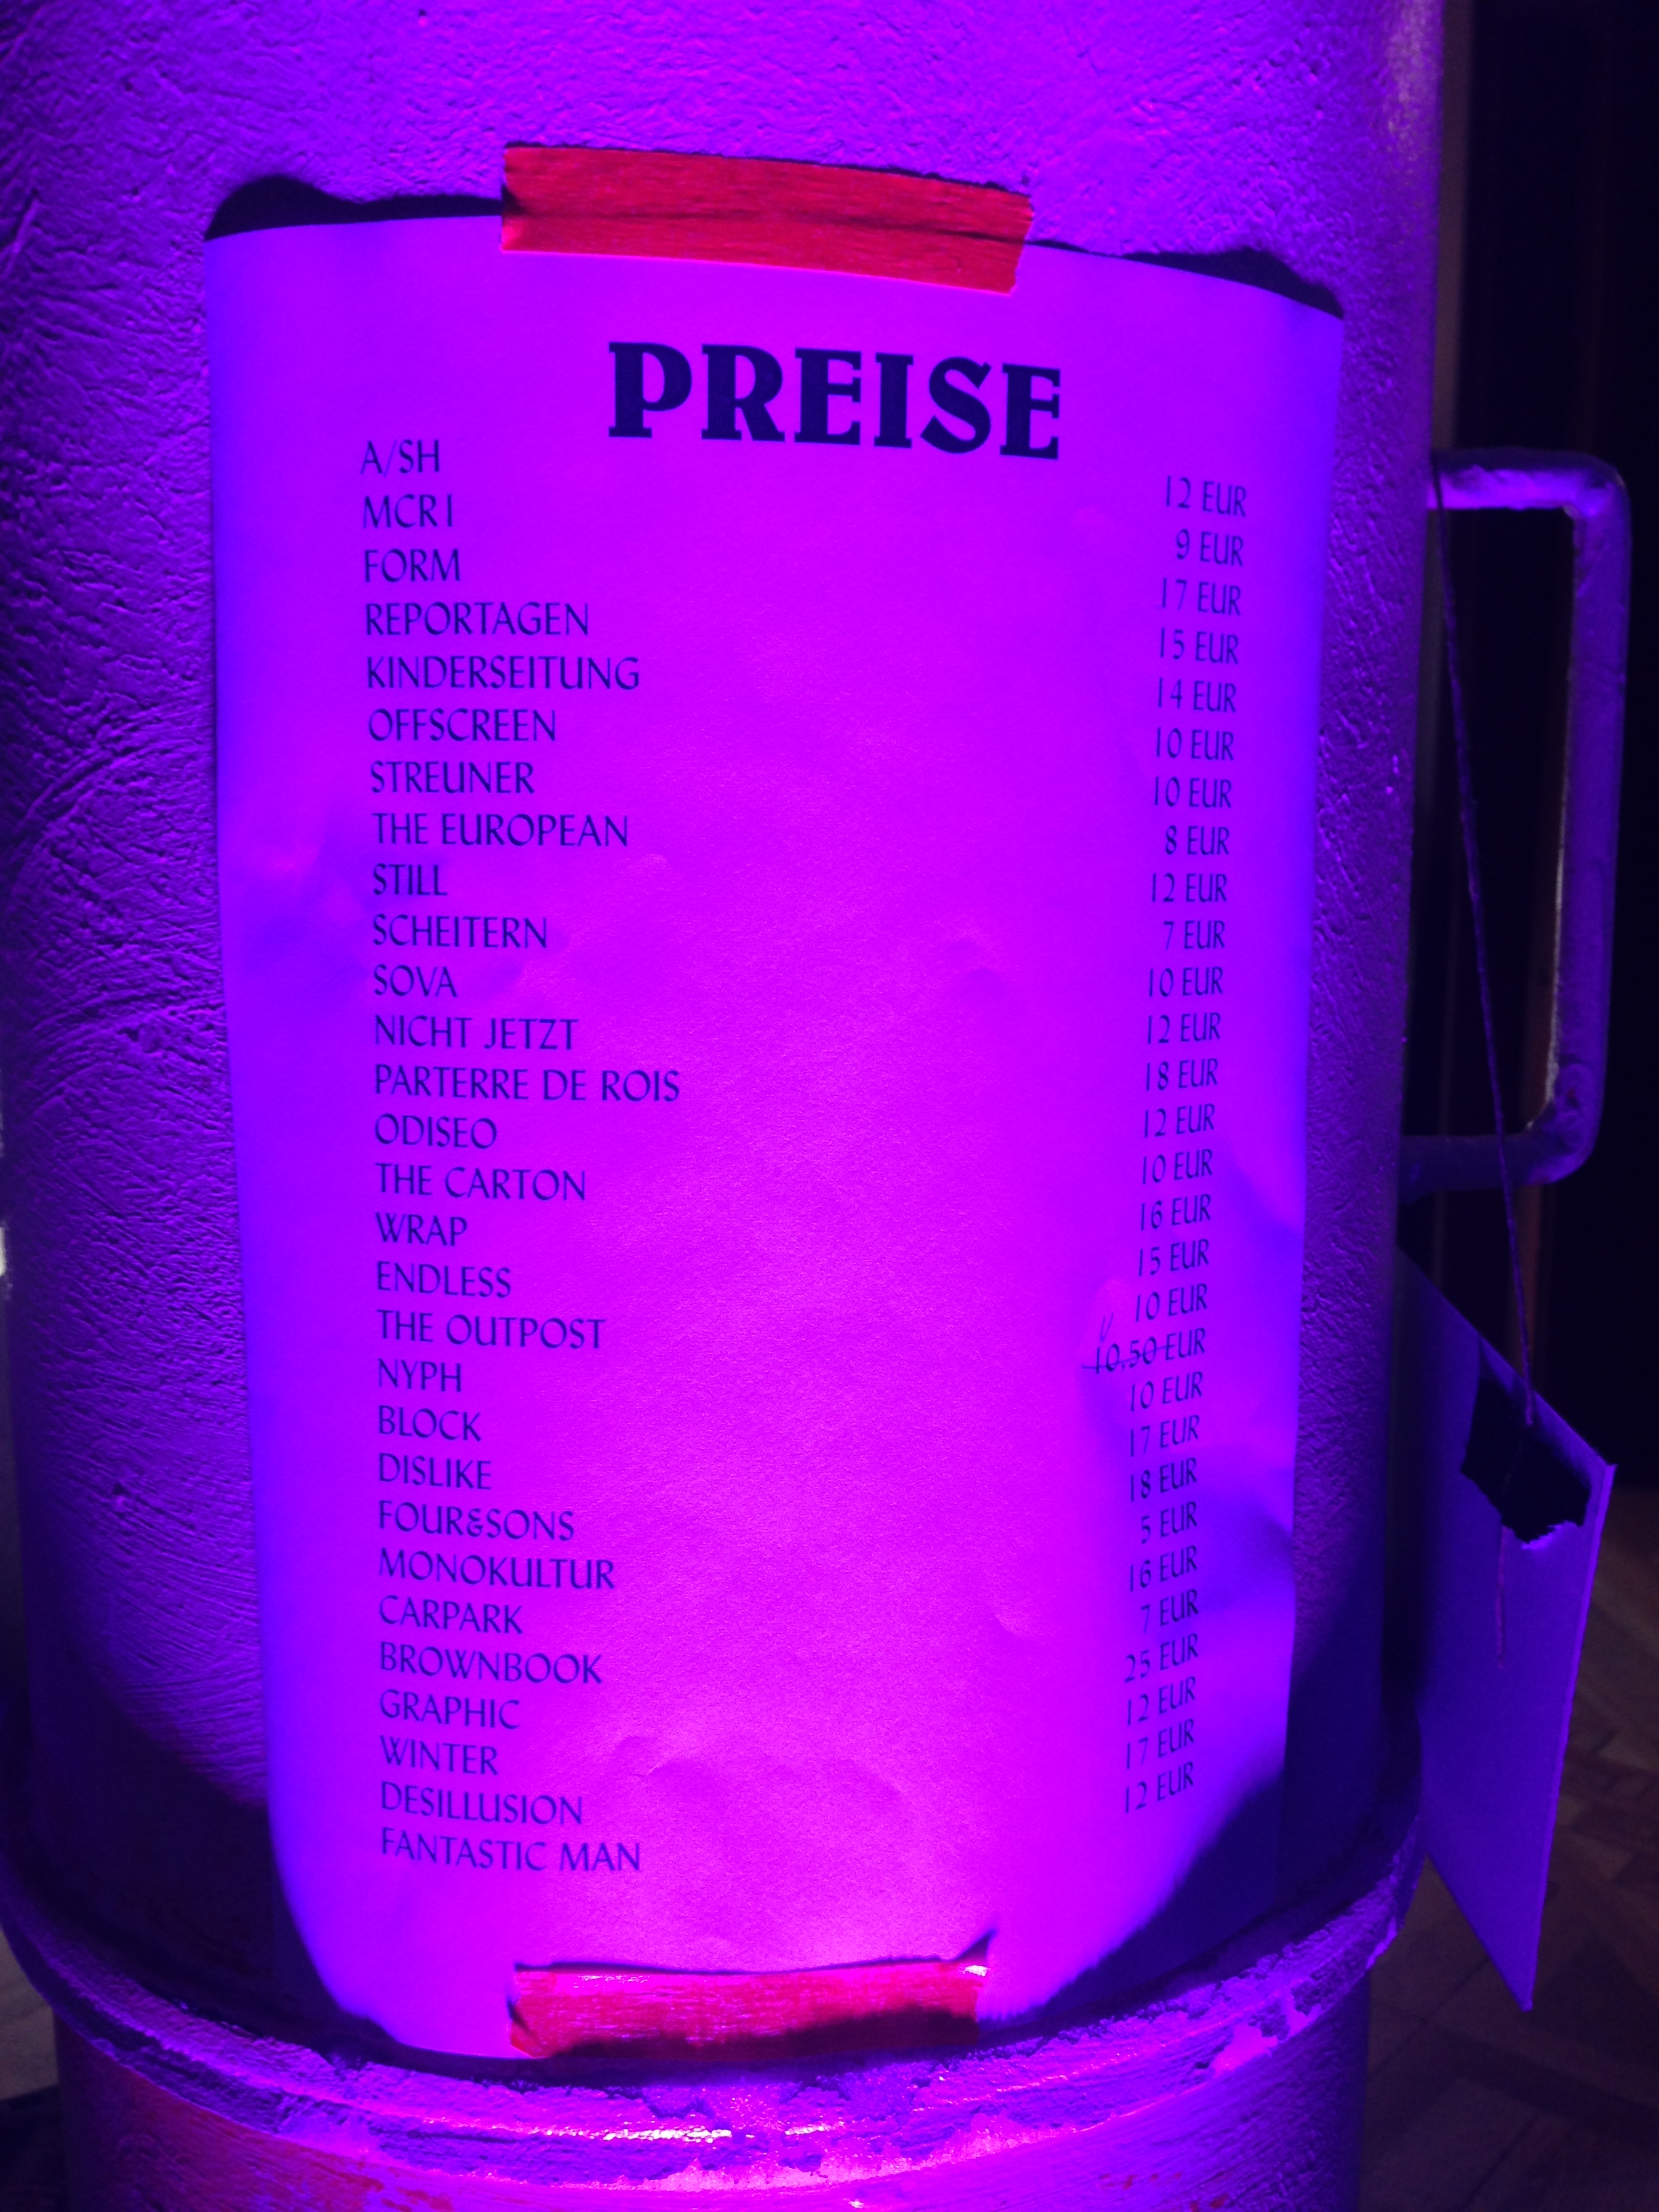 PREISE
A/SH 12 EUR
MCR1 9 EUR
FORM 17 EUR
REPORTAGEN 15 EUR
KINDERSEITUNG 14 EUR
OFFSCREEN 10 EUR
STREUNER 10 EUR
THE EUROPEAN 8 EUR
STILL 12 EUR
SCHEITERN 7 EUR
SOVA 10 EUR
NICHT JETZT 12 EUR
PARTERRE DE ROIS 18 EUR
ODISEO 12 EUR
THE CARTON 10 EUR
WRAP 16 EUR
ENDLESS 15 EUR
THE OUTPOST 10 EUR
NYPH 10,50 EUR
BLOCK 10 EUR
DISLIKE 17 EUR
FOUR&SONS 18 EUR
MONOKULTUR 5 EUR
CARPARK 16 EUR
BROWNBOOK 7 EUR
GRAPHIC 25 EUR
WINTER 12 EUR
DESILLUSION 17 EUR
FANTASTIC MAN 12 EUR